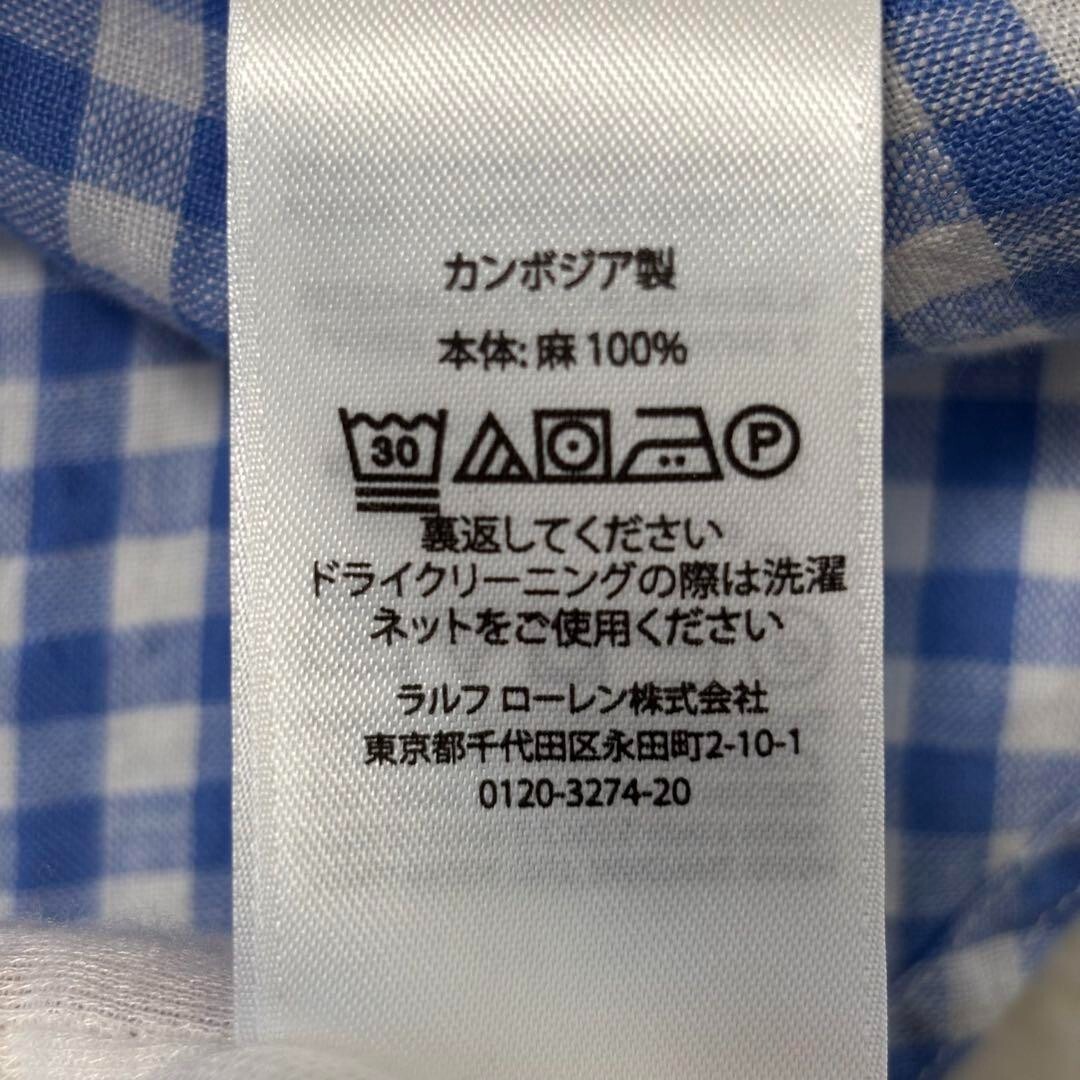 カンボジア製
本体: 麻 100%
30 P
裏返してください
ドライクリーニングの際は洗濯
ネットをご使用ください
ラルフ ローレン株式会社
東京都千代田区永田町2-10-1
0120-3274-20